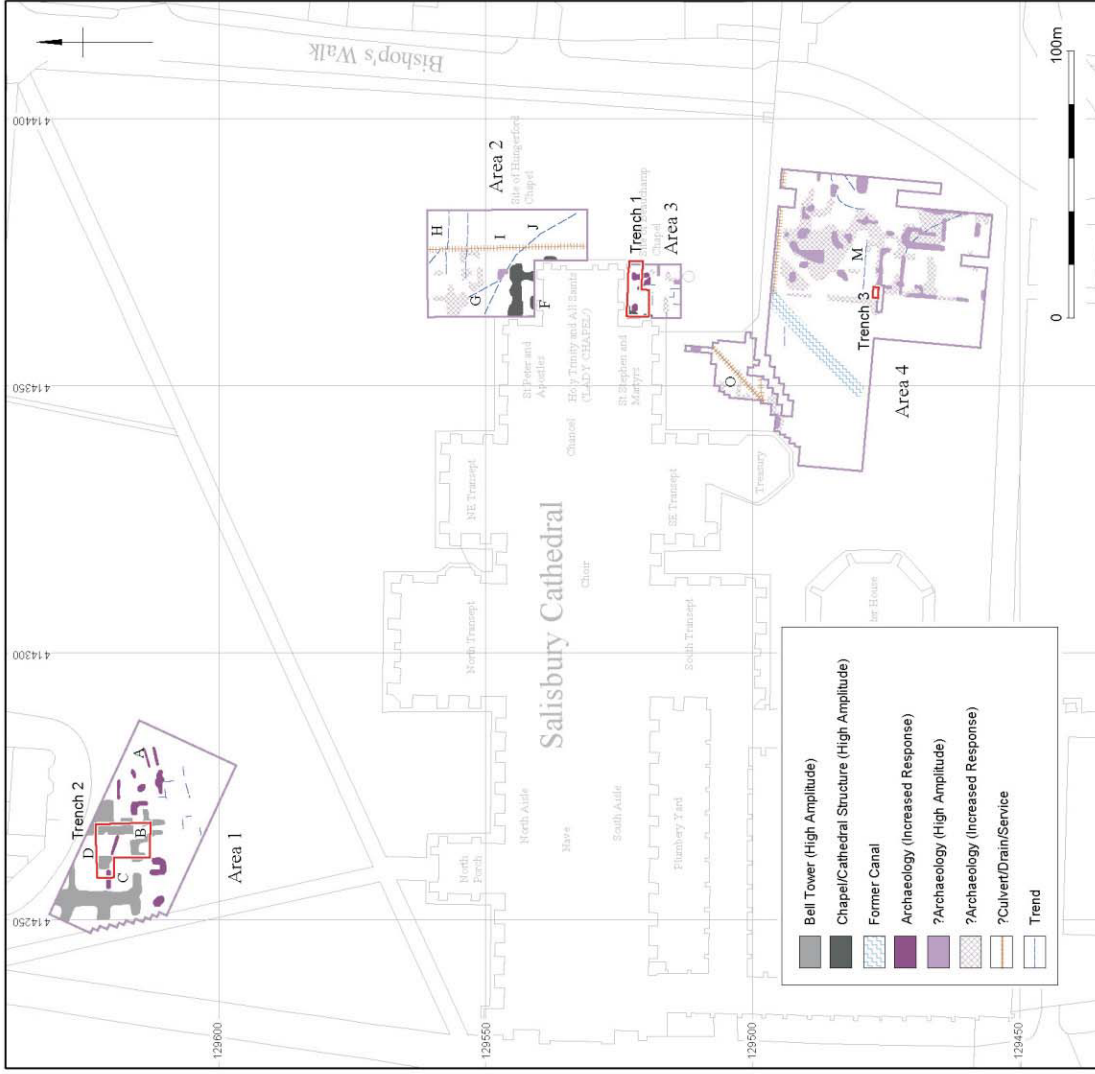 414250
414300
414350
414400
129600
129550
129500
129450
Bishop's Walk
Trench 2
D
C
B
A
Area 1
H
G
I
J
F
Area 2
Site of Hungerford
Chapel
North Transept
NE Transept
St Peter and
Apostles
North
Porch
North Aisle
Nave
South Aisle
Salisbury Cathedral
Choir
Chancel
Holy Trinity and All Saints
('LADY CHAPEL')
St Stephen and
Martyrs
Trench 1
Chapel
Area 3
Plumbery Yard
South Transept
SE Transept
Treasury
ter House
O
M
Trench 3
Area 4
Bell Tower (High Amplitude)
Chapel/Cathedral Structure (High Amplitude)
Former Canal
Archaeology (Increased Response)
?Archaeology (High Amplitude)
?Archaeology (Increased Response)
?Culvert/Drain/Service
Trend
0
100m